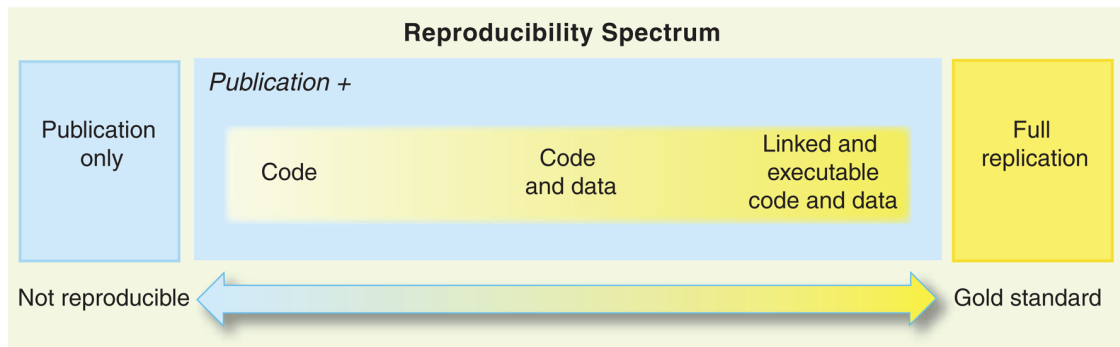 Reproducibility Spectrum
Publication +
Publication
only
Code
Code
and data
Linked and
executable
code and data
Full
replication
Not reproducible
Gold standard